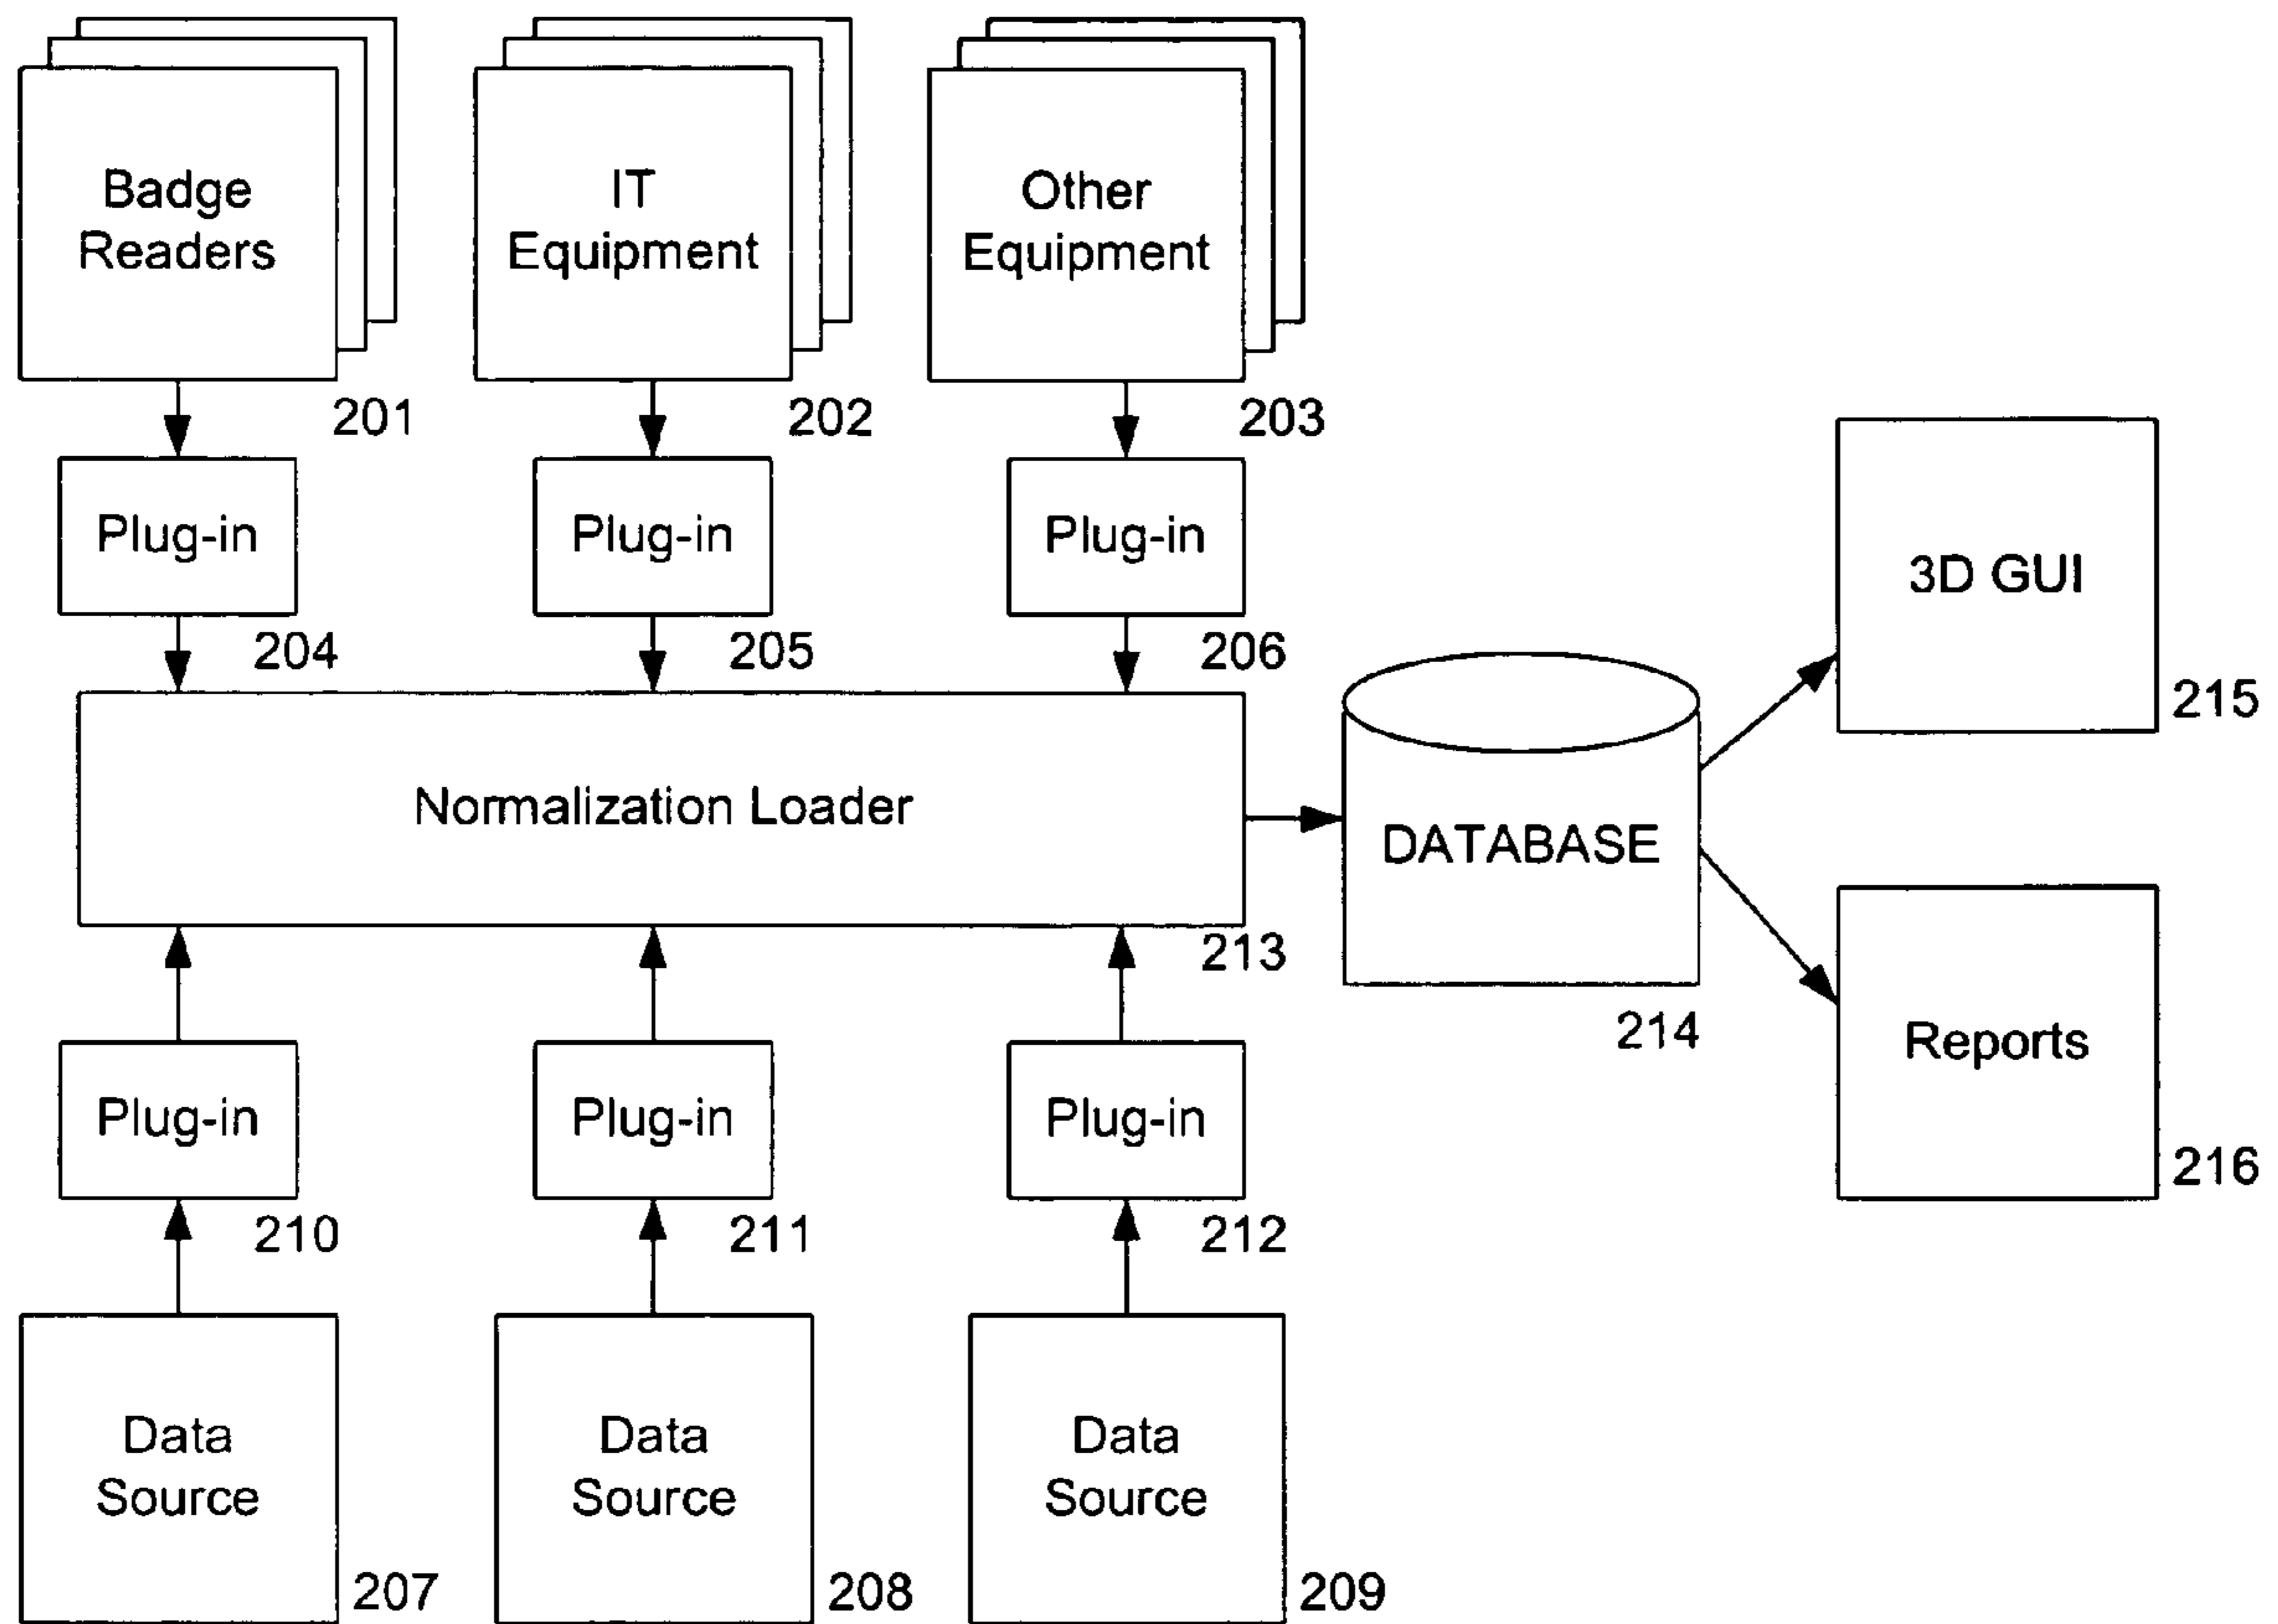 Badge
Readers
201
IT
Equipment
202
Other
Equipment
203
Plug-in
204
Plug-in
205
Plug-in
206
Normalization Loader
213
DATABASE
214
3D GUI
215
Reports
216
Plug-in
210
Plug-in
211
Plug-in
212
Data
Source
207
Data
Source
208
Data
Source
209